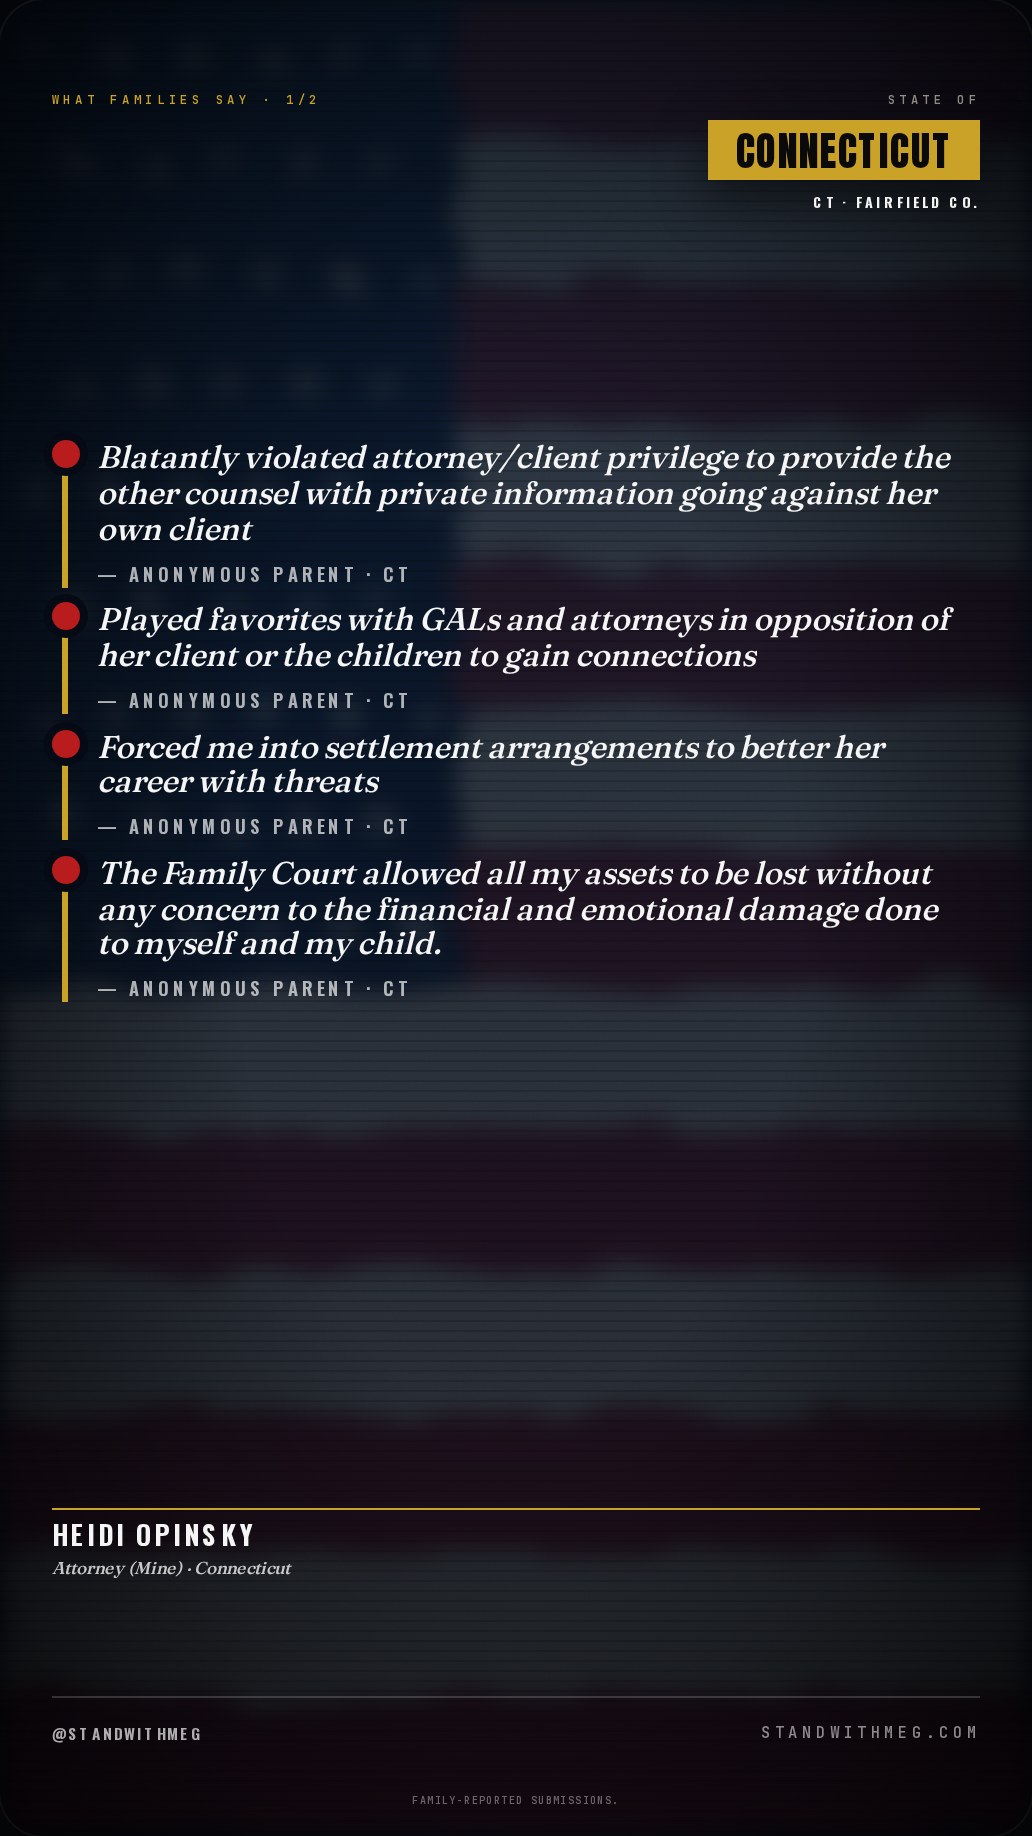 WHAT FAMILIES SAY · 1/2
STATE OF
CONNECTICUT
CT · FAIRFIELD CO.
Blatantly violated attorney/client privilege to provide the
other counsel with private information going against her
own client
— ANONYMOUS PARENT · CT
Played favorites with GALs and attorneys in opposition of
her client or the children to gain connections
— ANONYMOUS PARENT · CT
Forced me into settlement arrangements to better her
career with threats
— ANONYMOUS PARENT · CT
The Family Court allowed all my assets to be lost without
any concern to the financial and emotional damage done
to myself and my child.
— ANONYMOUS PARENT · CT
HEIDI OPINSKY
Attorney (Mine) · Connecticut
@STANDWITHMEG
STANDWITHMEG.COM
FAMILY-REPORTED SUBMISSIONS.